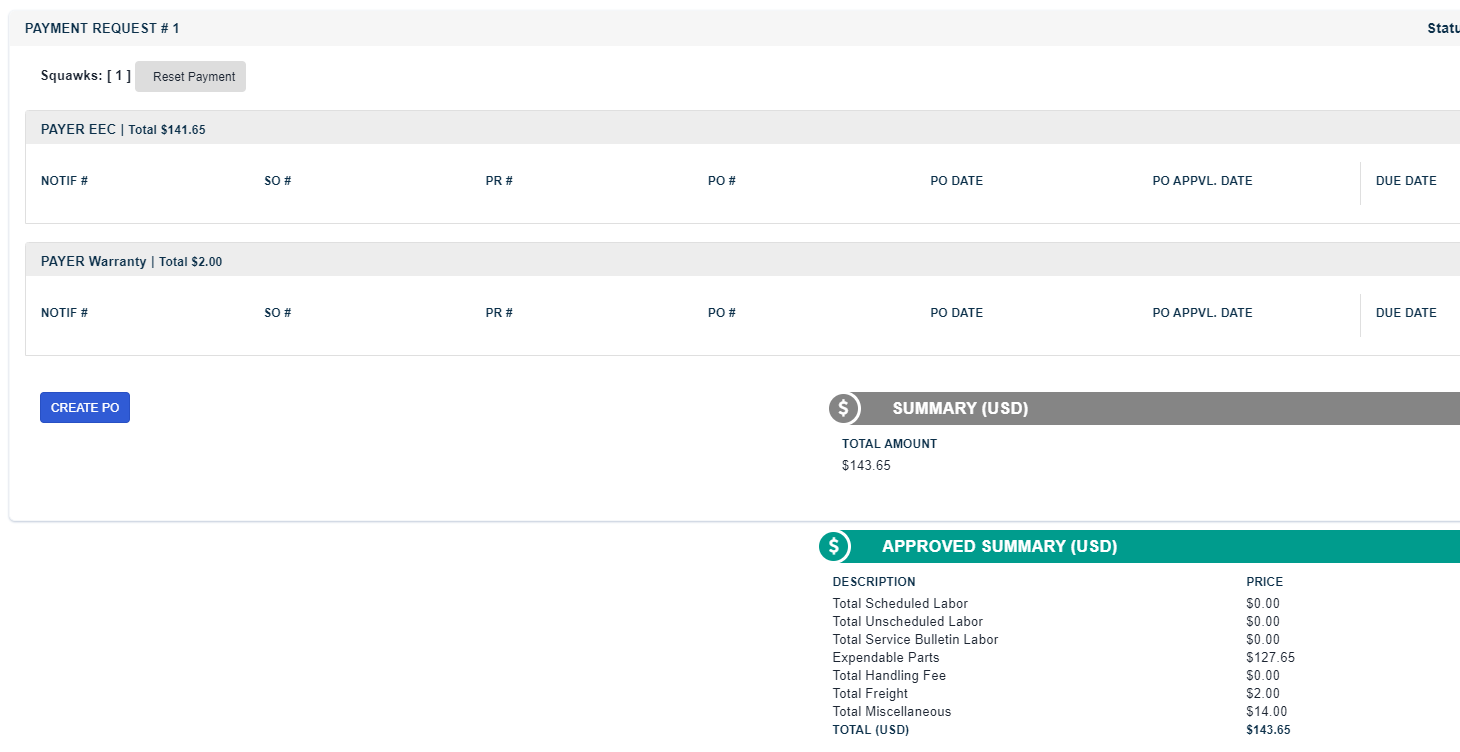 PAYMENT REQUEST # 1 Statu
Squawks: [ 1 ] Reset Payment
PAYER EEC | Total $141.65
NOTIF # SO # PR # PO # PO DATE PO APPVL. DATE DUE DATE
PAYER Warranty | Total $2.00
NOTIF # SO # PR # PO # PO DATE PO APPVL. DATE DUE DATE
CREATE PO
$ SUMMARY (USD)
TOTAL AMOUNT
$143.65
$ APPROVED SUMMARY (USD)
DESCRIPTION PRICE
Total Scheduled Labor $0.00
Total Unscheduled Labor $0.00
Total Service Bulletin Labor $0.00
Expendable Parts $127.65
Total Handling Fee $0.00
Total Freight $2.00
Total Miscellaneous $14.00
TOTAL (USD) $143.65